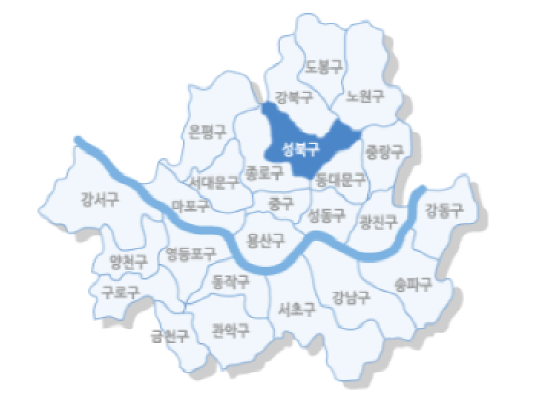 도봉구
강북구
노원구
은평구
성북구
중랑구
종로구
서대문구
동대문구
강서구
마포구
중구
성동구
광진구
강동구
용산구
영등포구
양천구
동작구
송파구
구로구
강남구
서초구
금천구
관악구